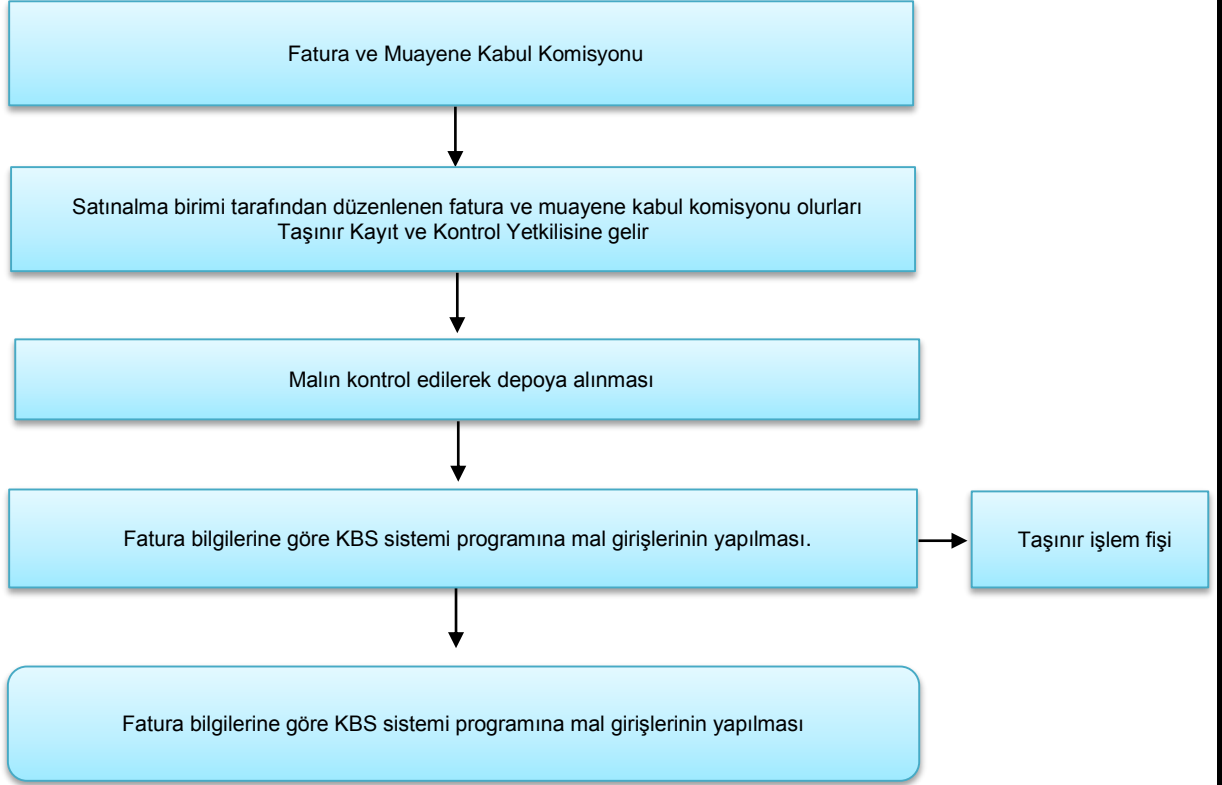 Fatura ve Muayene Kabul Komisyonu
Satınalma birimi tarafından düzenlenen fatura ve muayene kabul komisyonu olurları
Taşınır Kayıt ve Kontrol Yetkilisine gelir
Malın kontrol edilerek depoya alınması
Fatura bilgilerine göre KBS sistemi programına mal girişlerinin yapılması.
Taşınır işlem fişi
Fatura bilgilerine göre KBS sistemi programına mal girişlerinin yapılması